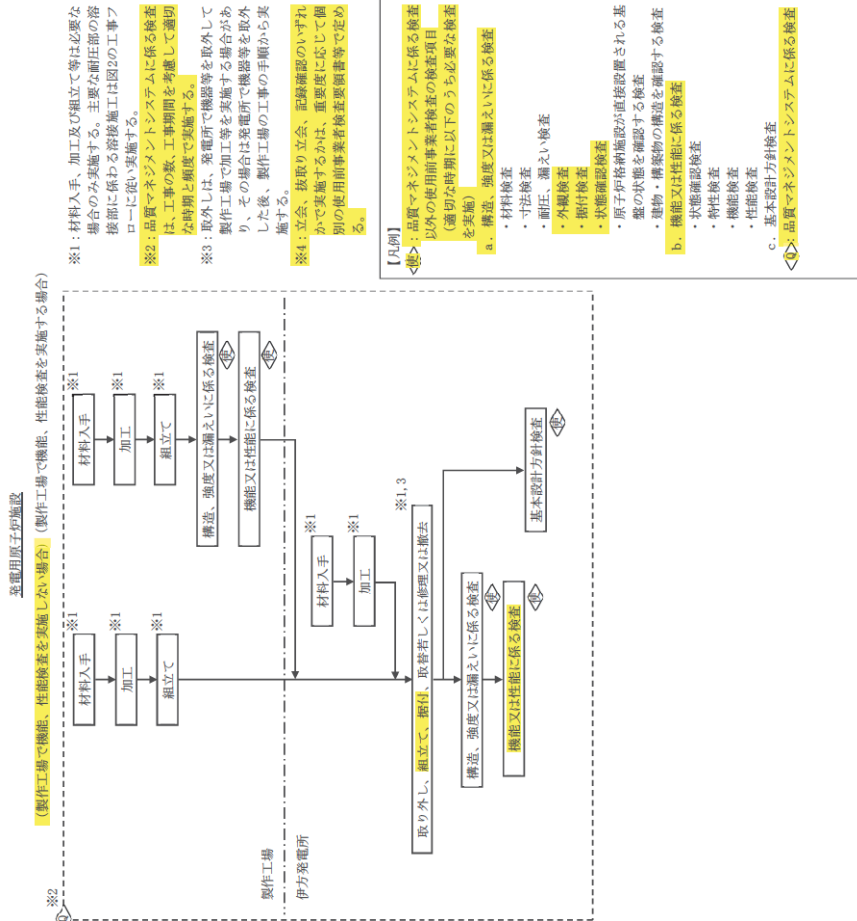 発電用原子炉施設
(製作工場で機能、性能検査を実施しない場合)
(製作工場で機能、性能検査を実施する場合)
※2
Q
材料入手
※1
加工
※1
組立て
※1
材料入手
※1
加工
※1
組立て
※1
構造、強度又は漏えいに係る検査
使
機能又は性能に係る検査
使
製作工場
伊方発電所
材料入手
※1
加工
※1
※1,3
取り外し、組立て、据付、取替若しくは修理又は撤去
構造、強度又は漏えいに係る検査
使
機能又は性能に係る検査
使
基本設計方針検査
使
※1：材料入手、加工及び組立て等は必要な
場合のみ実施する。主要な耐圧部の溶
接部に係わる溶接施工は図2の工事フ
ローに従い実施する。
※2：品質マネジメントシステムに係る検査
は、工事の数、工事期間を考慮して適切
な時期と頻度で実施する。
※3：取外しは、発電所で機器等を取外して
製作工場で加工等を実施する場合があ
り、その場合は発電所で機器等を取外
した後、製作工場の工事の手順から実
施する。
※4：立会、抜取り立会、記録確認のいずれ
かで実施するかは、重要度に応じて個
別の使用前事業者検査要領書等で定め
る。
【凡例】
使：品質マネジメントシステムに係る検査
以外の使用前事業者検査の検査項目
（適切な時期に以下のうち必要な検査
を実施）
a．構造、強度又は漏えいに係る検査
・材料検査
・寸法検査
・耐圧、漏えい検査
・外観検査
・据付検査
・状態確認検査
・原子炉格納施設が直接設置される基
盤の状態を確認する検査
・建物・構築物の構造を確認する検査
b．機能又は性能に係る検査
・状態確認検査
・特性検査
・機能検査
・性能検査
c．基本設計方針検査
Q：品質マネジメントシステムに係る検査